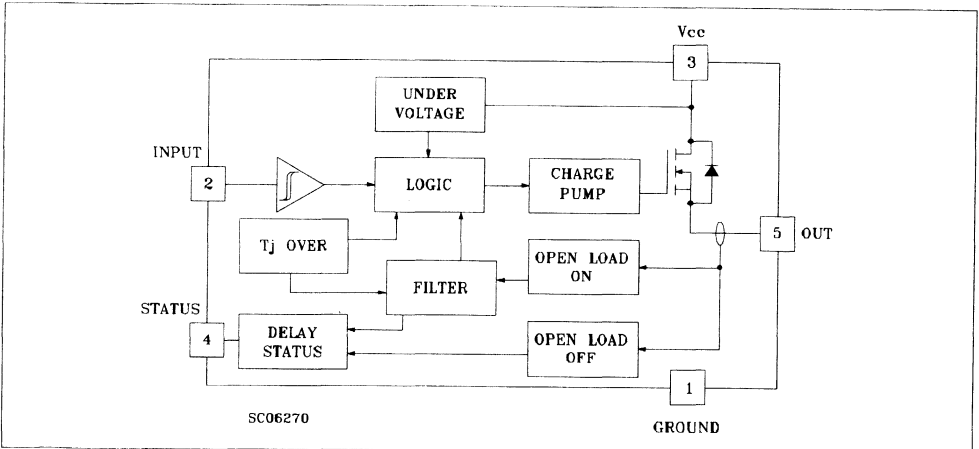 Vcc
3
UNDER
VOLTAGE
INPUT
2
LOGIC
CHARGE
PUMP
Tj OVER
5 OUT
OPEN LOAD
ON
FILTER
STATUS
4
DELAY
STATUS
OPEN LOAD
OFF
1
SC06270
GROUND